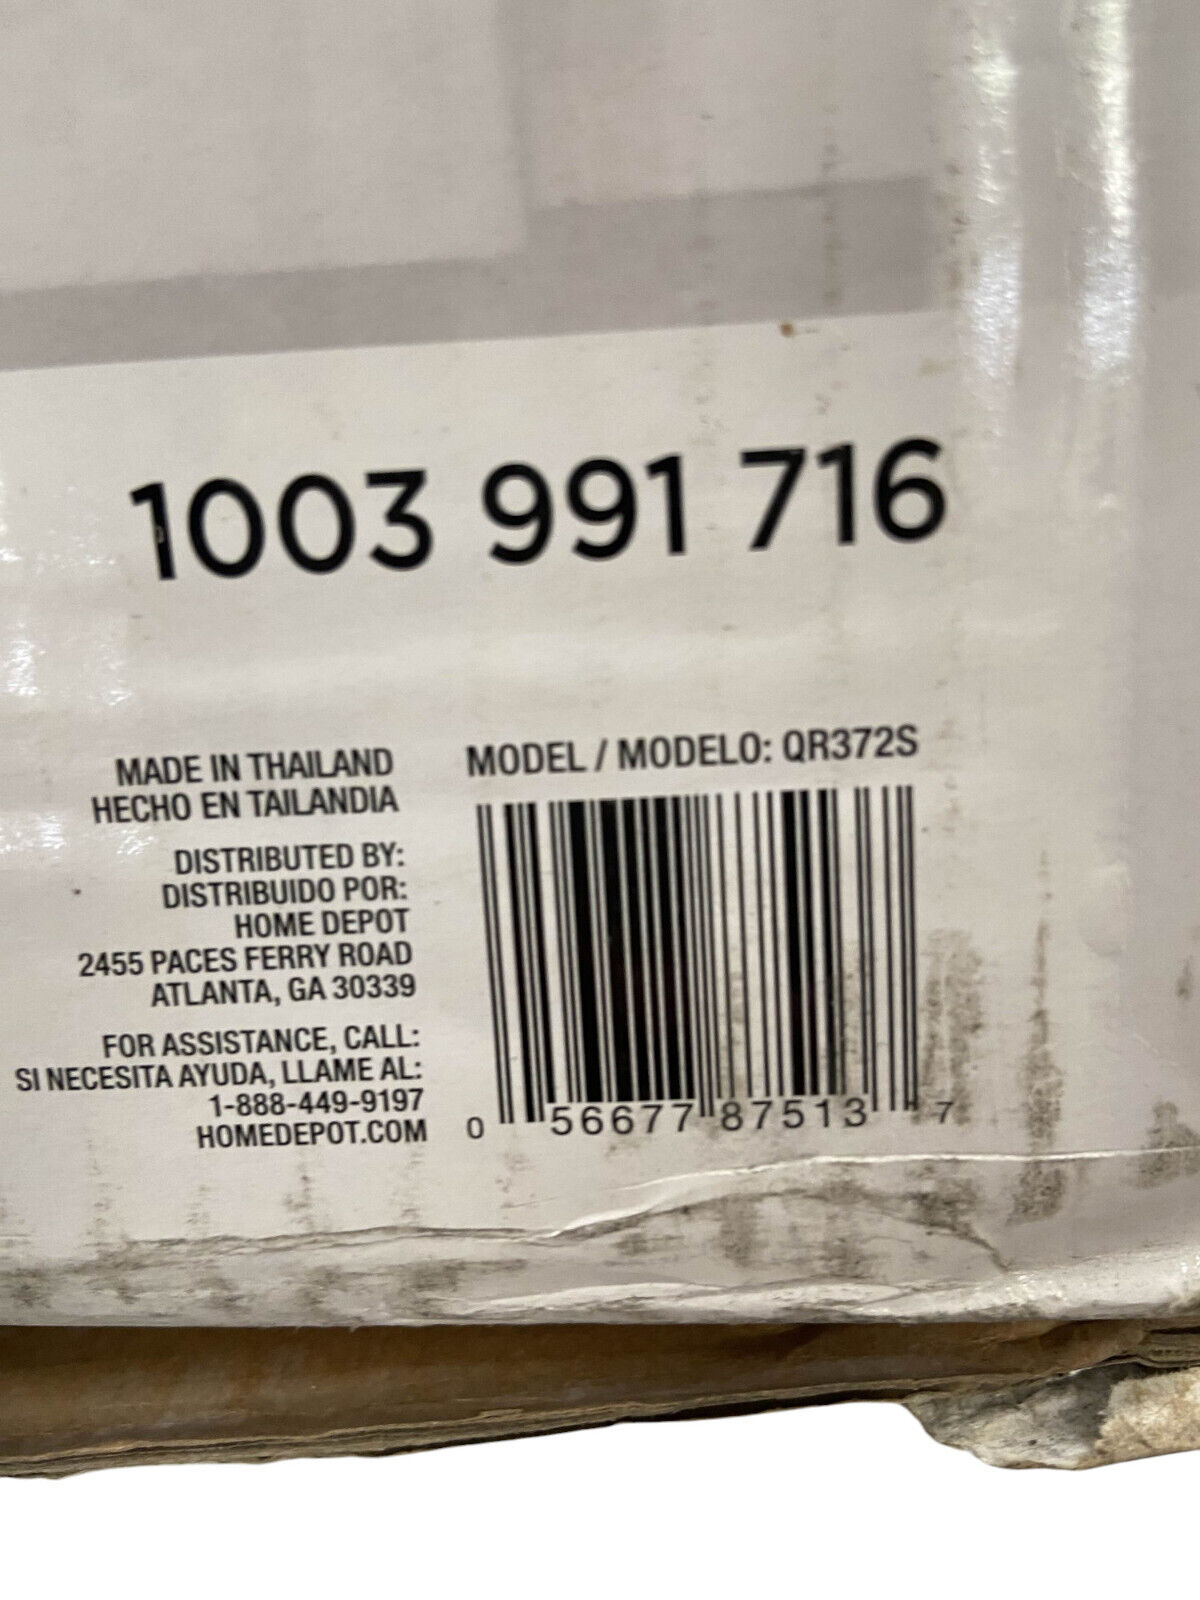 1003 991 716
MADE IN THAILAND
HECHO EN TAILANDIA
DISTRIBUTED BY:
DISTRIBUIDO POR:
HOME DEPOT
2455 PACES FERRY ROAD
ATLANTA, GA 30339
FOR ASSISTANCE, CALL:
SI NECESITA AYUDA, LLAME AL:
1-888-449-9197
HOMEDEPOT.COM
MODEL / MODELO: QR372S
0 56677 87513 7